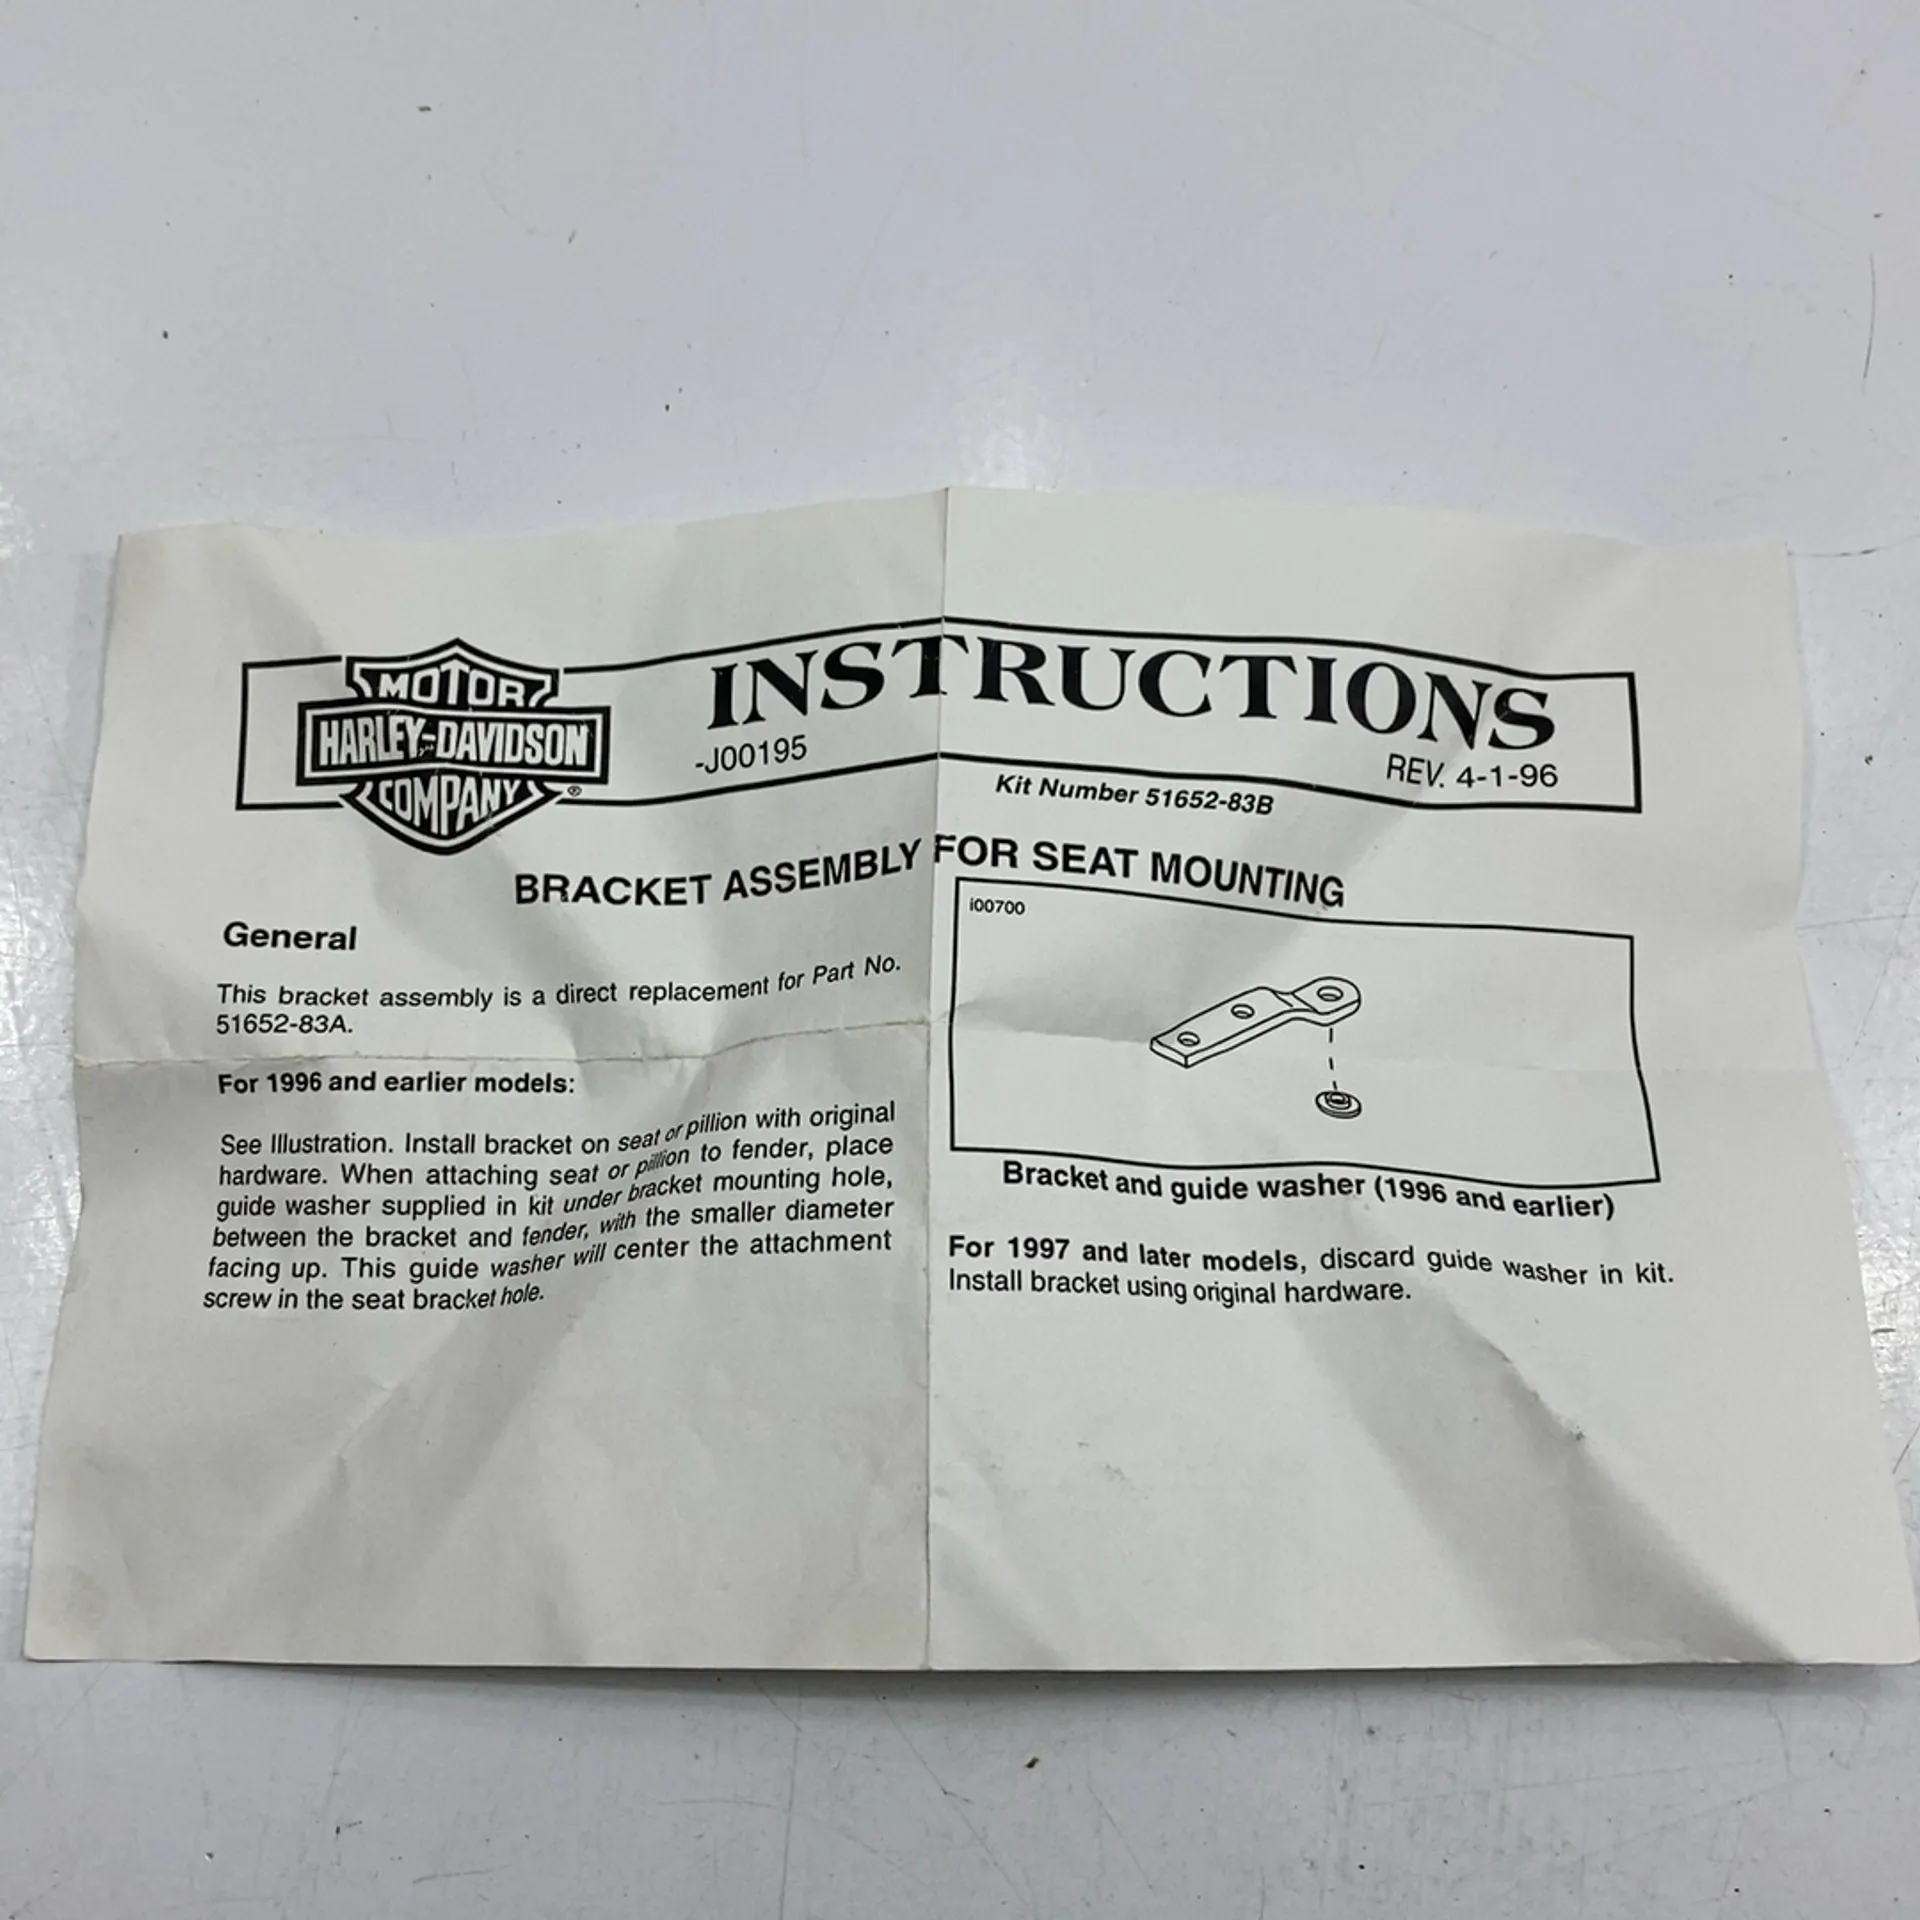 MOTOR
HARLEY-DAVIDSON
COMPANY
®
INSTRUCTIONS
-J00195
REV. 4-1-96
Kit Number 51652-83B
BRACKET ASSEMBLY FOR SEAT MOUNTING
General
This bracket assembly is a direct replacement for Part No.
51652-83A.
For 1996 and earlier models:
See Illustration. Install bracket on seat or pillion with original
hardware. When attaching seat or pillion to fender, place
guide washer supplied in kit under bracket mounting hole,
between the bracket and fender, with the smaller diameter
facing up. This guide washer will center the attachment
screw in the seat bracket hole.
i00700
Bracket and guide washer (1996 and earlier)
For 1997 and later models, discard guide washer in kit.
Install bracket using original hardware.